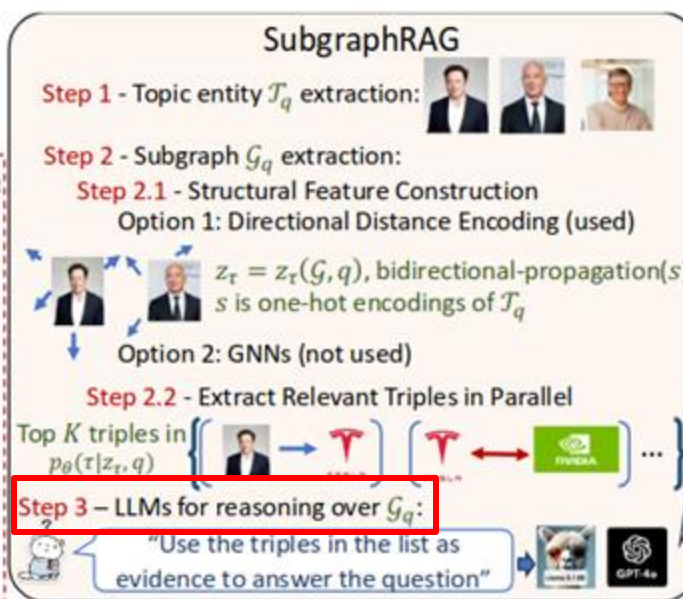 SubgraphRAG
Step 1 - Topic entity 𝒯q extraction:
Step 2 - Subgraph 𝒢q extraction:
Step 2.1 - Structural Feature Construction
Option 1: Directional Distance Encoding (used)
zτ = zτ(𝒢, q), bidirectional-propagation(s
s is one-hot encodings of 𝒯q
Option 2: GNNs (not used)
Step 2.2 - Extract Relevant Triples in Parallel
Top K triples in
pθ(τ|zτ, q)
NVIDIA
...
Step 3 – LLMs for reasoning over 𝒢q:
?
"Use the triples in the list as
evidence to answer the question"
GPT-4o